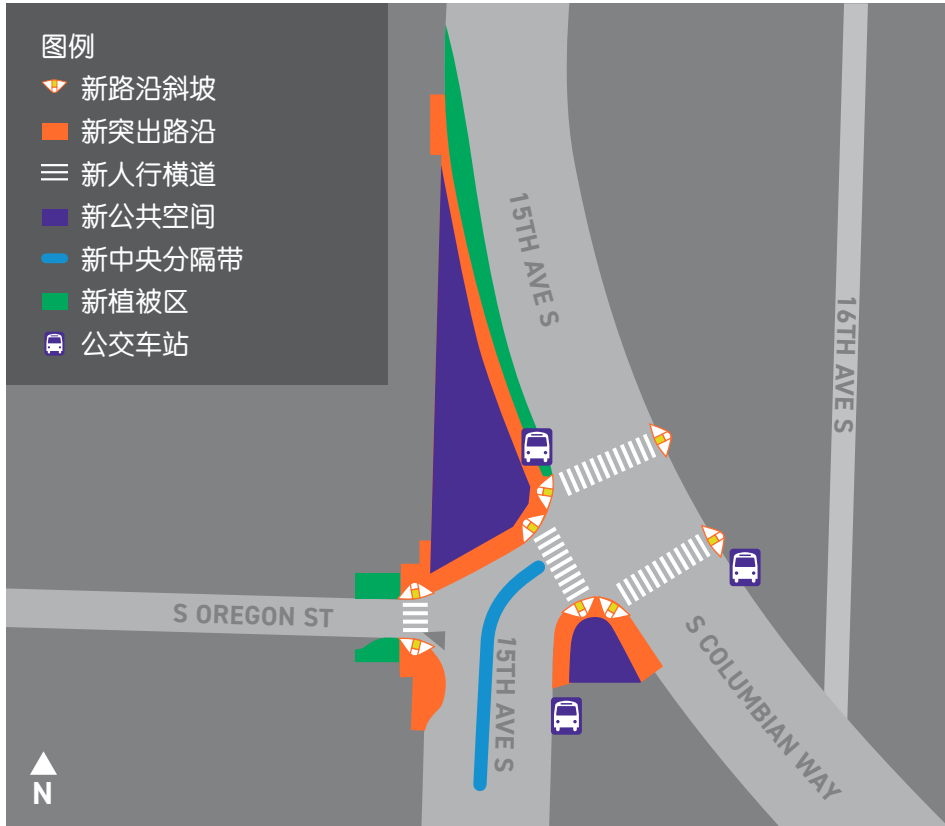 图例
新路沿斜坡
新突出路沿
新人行横道
新公共空间
新中央分隔带
新植被区
公交车站
15TH AVE S
16TH AVE S
S OREGON ST
15TH AVE S
S COLUMBIAN WAY
N